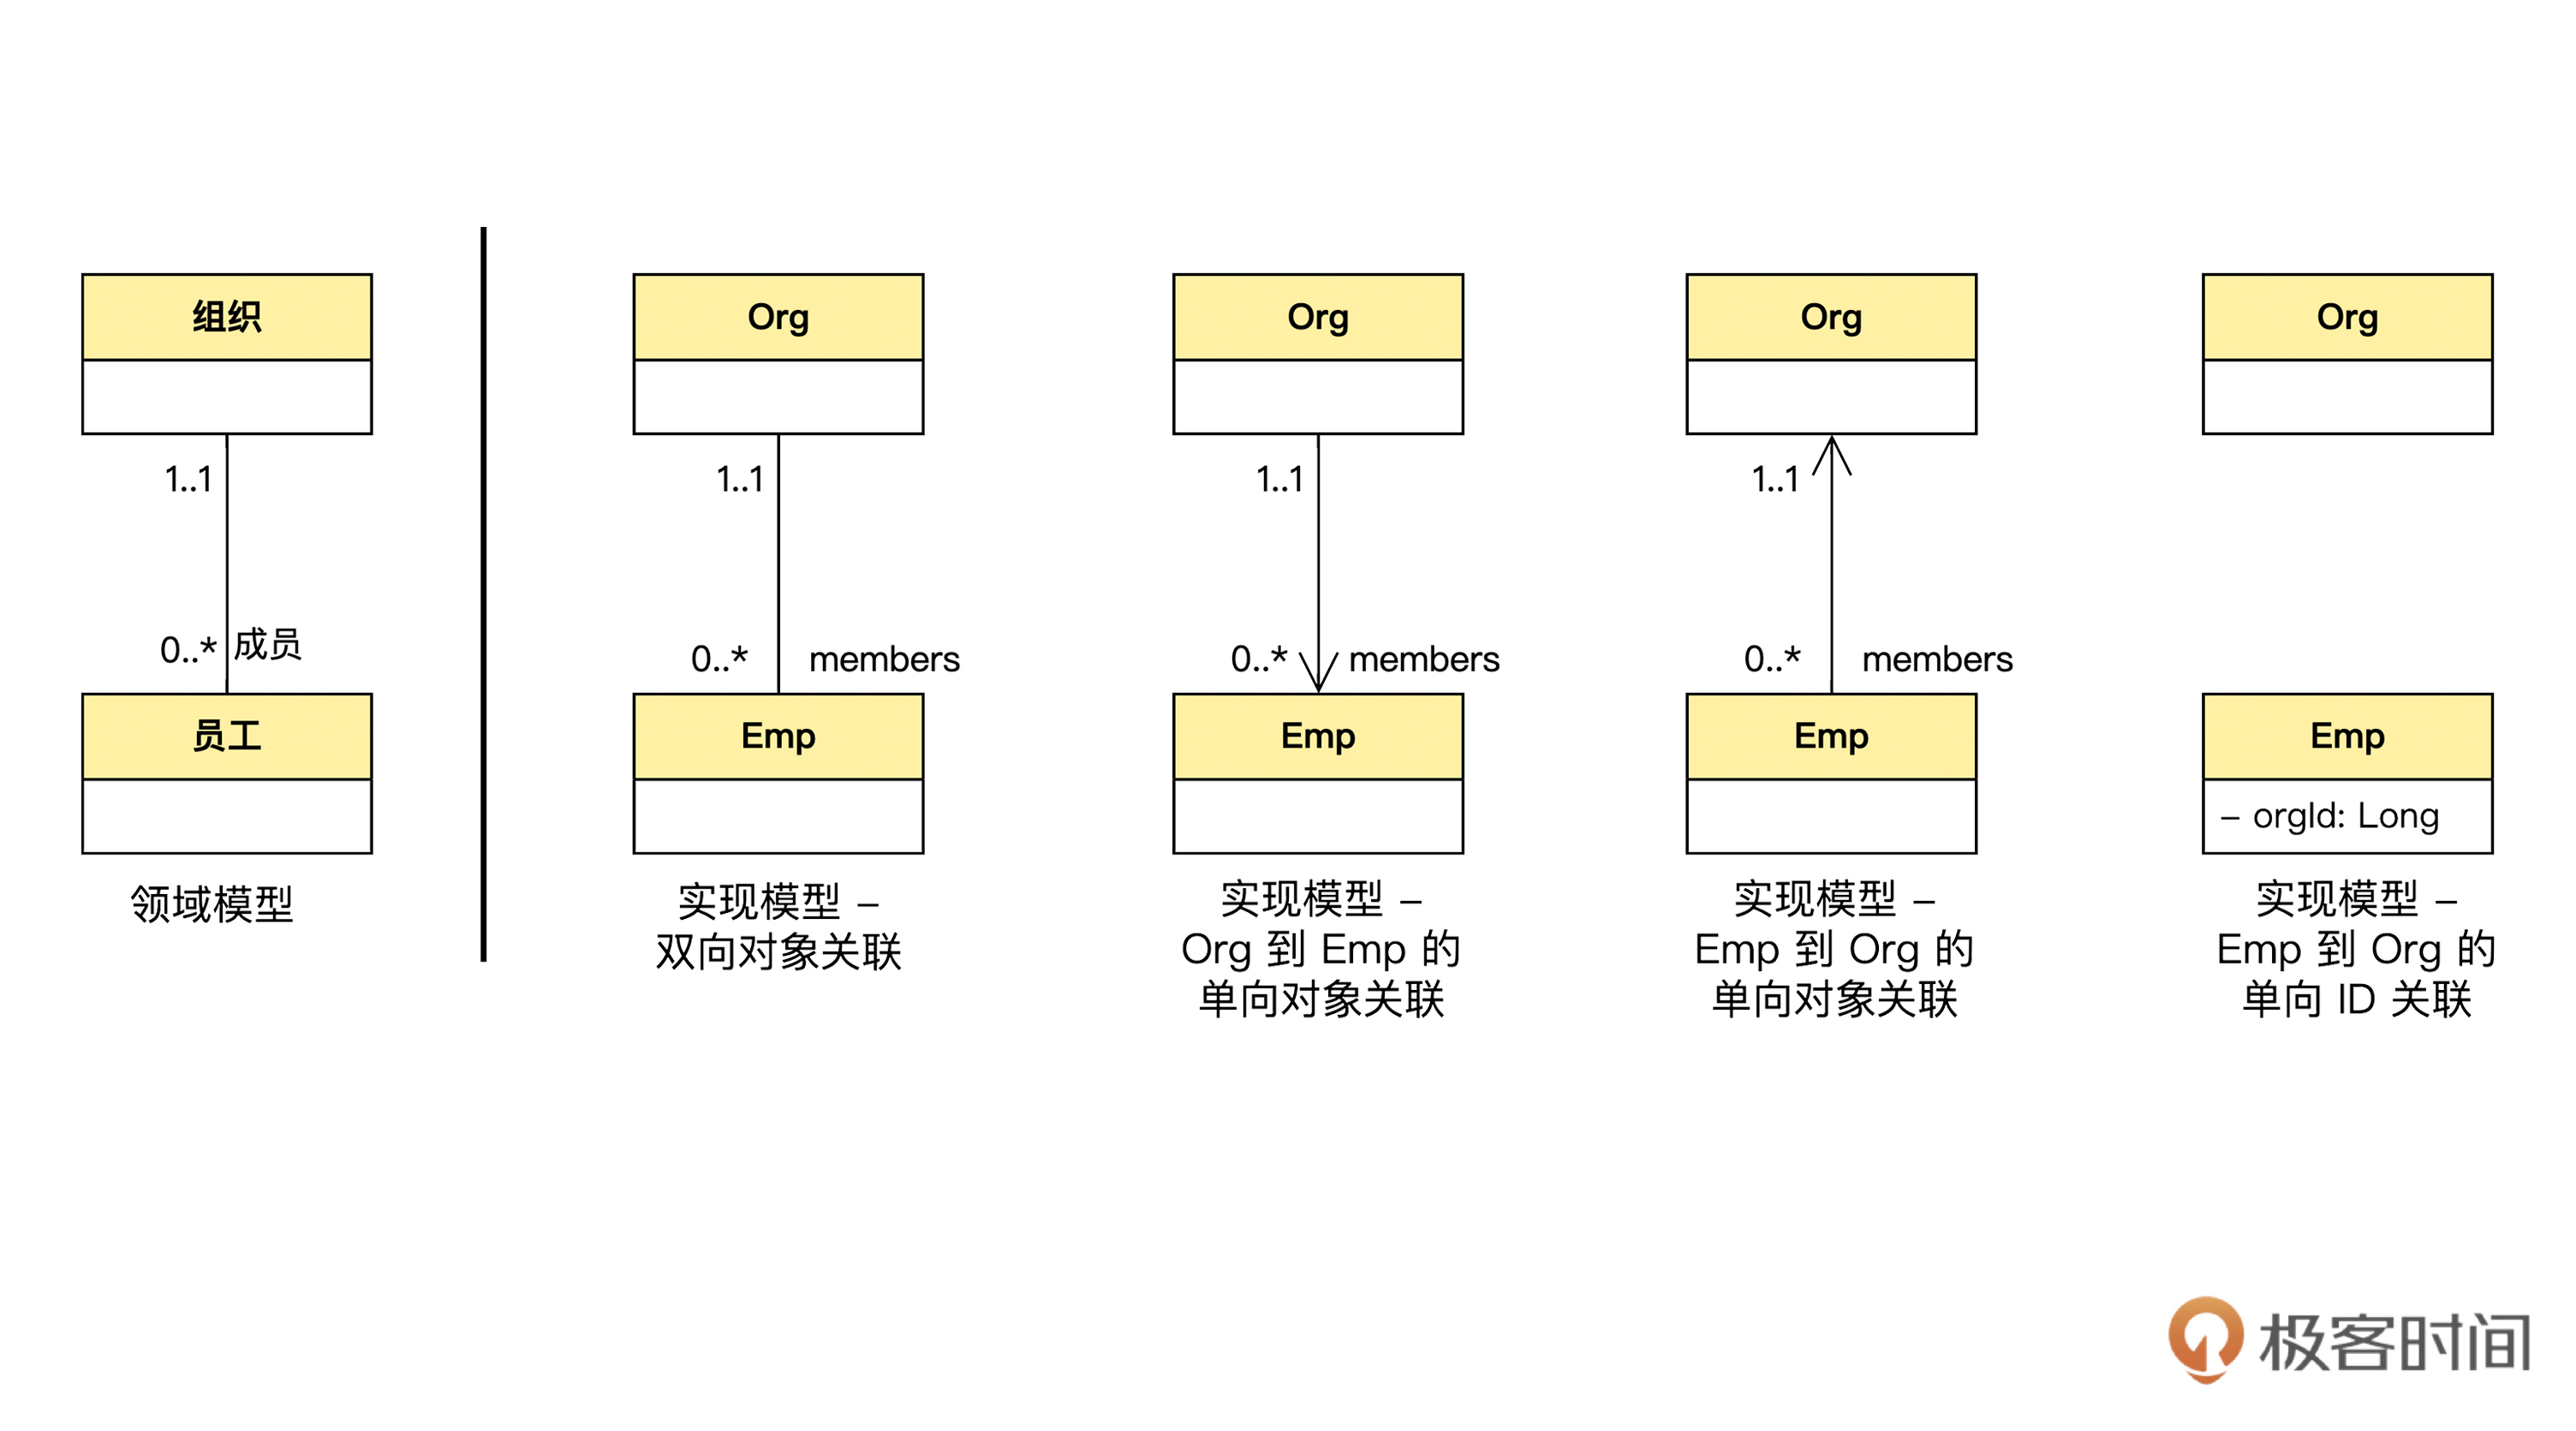 组织
1..1
0..* 成员
员工
领域模型
Org
1..1
0..* members
Emp
实现模型 –
双向对象关联
Org
1..1
0..* members
Emp
实现模型 –
Org 到 Emp 的
单向对象关联
Org
1..1
0..* members
Emp
实现模型 –
Emp 到 Org 的
单向对象关联
Org
Emp
– orgId: Long
实现模型 –
Emp 到 Org 的
单向 ID 关联
极客时间